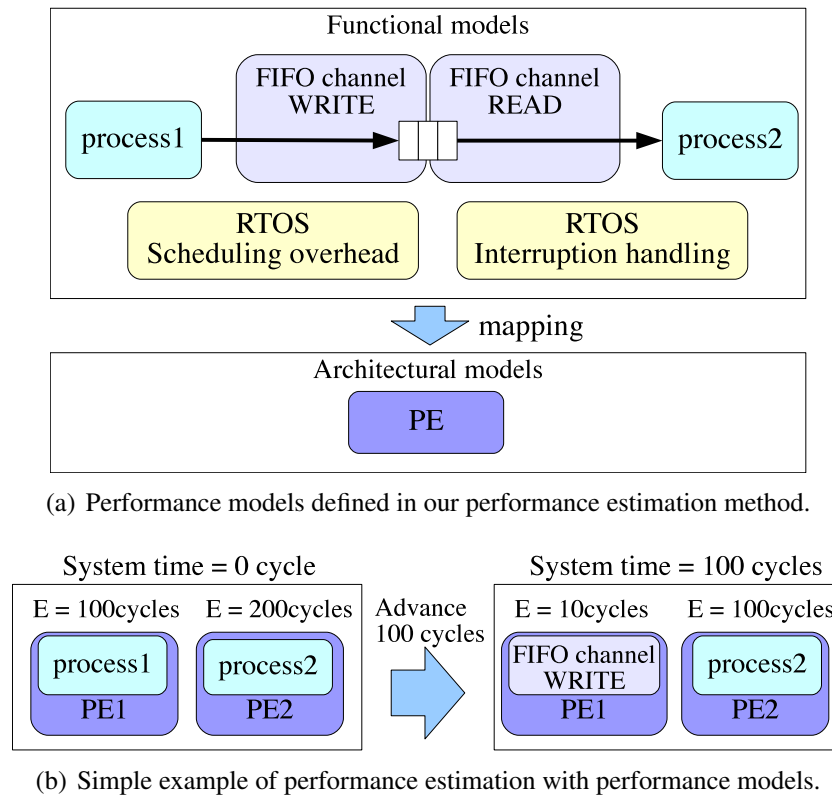 Functional models
FIFO channel
WRITE
FIFO channel
READ
process1
process2
RTOS
Scheduling overhead
RTOS
Interruption handling
mapping
Architectural models
PE
(a) Performance models defined in our performance estimation method.
System time = 0 cycle
E = 100cycles
E = 200cycles
process1
PE1
process2
PE2
Advance
100 cycles
System time = 100 cycles
E = 10cycles
E = 100cycles
FIFO channel
WRITE
PE1
process2
PE2
(b) Simple example of performance estimation with performance models.